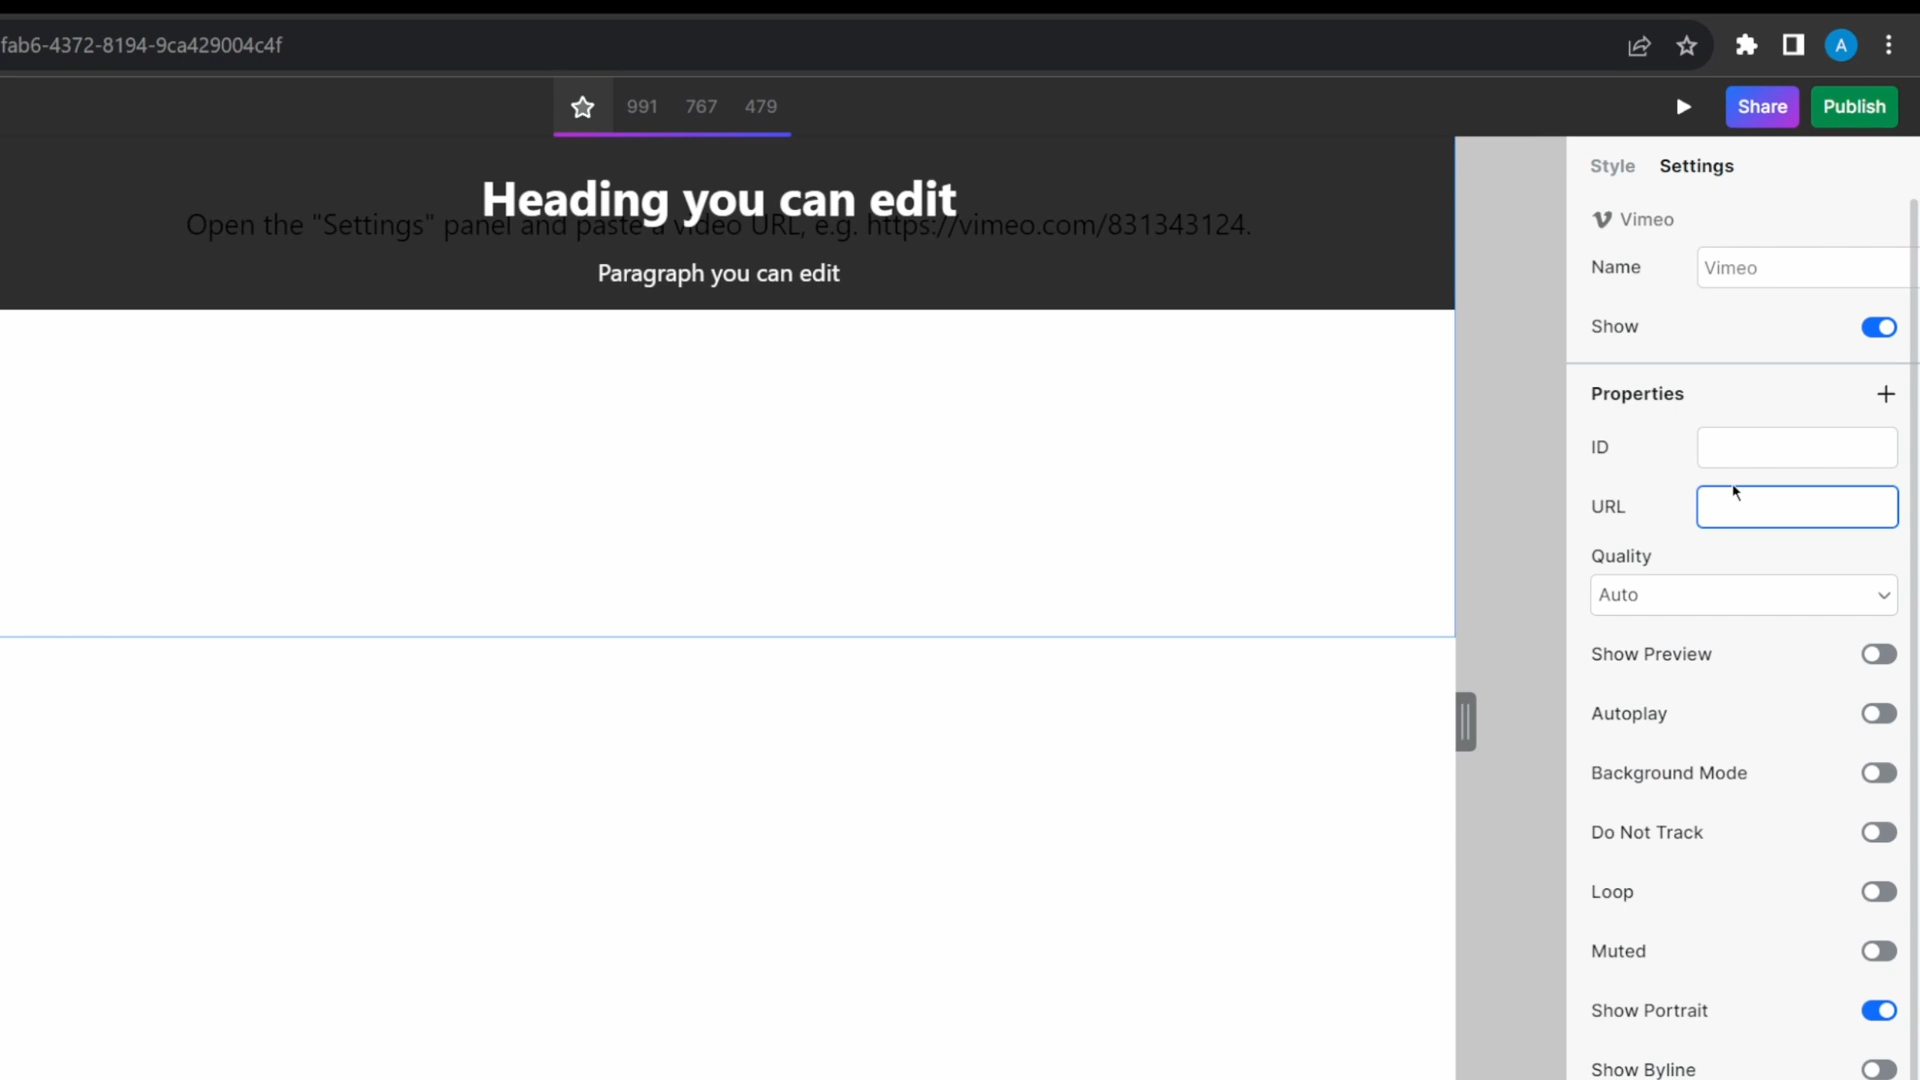 fab6-4372-8194-9ca429004c4f
A
991 767 479
Share Publish
Heading you can edit
Open the "Settings" panel and paste a video URL, e.g. https://vimeo.com/831343124.
Paragraph you can edit
Style Settings
Vimeo
Name Vimeo
Show
Properties
ID
URL
Quality
Auto
Show Preview
Autoplay
Background Mode
Do Not Track
Loop
Muted
Show Portrait
Show Byline